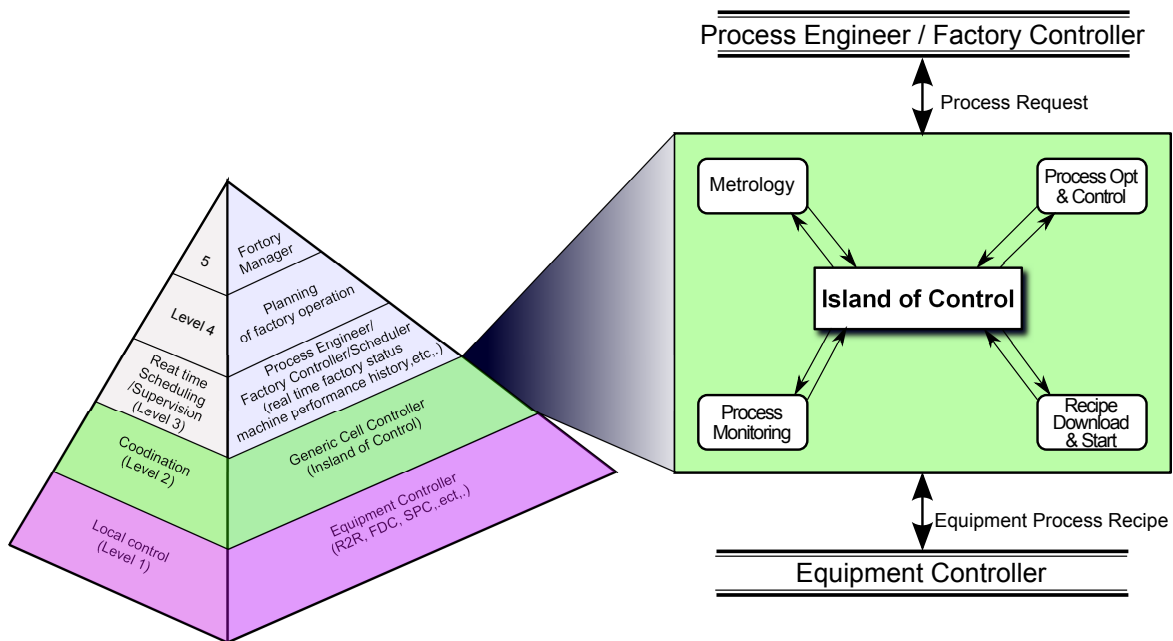 Process Engineer / Factory Controller
Process Request
Metrology
Process Opt
& Control
Island of Control
Process
Monitoring
Recipe
Download
& Start
Equipment Process Recipe
Equipment Controller
5
Fortory
Manager
Level 4
Planning
of factory operation
Reat time
Scheduling
/Supervision
(Level 3)
Process Engineer/
Factory Controller/Scheduler
(real time factory status
machine performance history,etc,.)
Coodination
(Level 2)
Generic Cell Controller
(Insland of Control)
Local control
(Level 1)
Equipment Controller
(R2R, FDC, SPC,.ect,.)